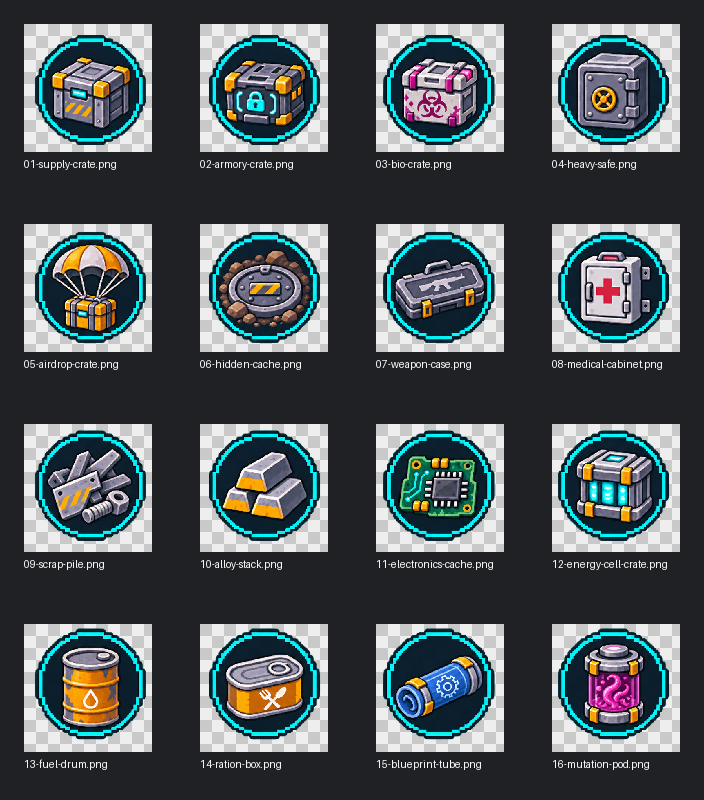 01-supply-crate.png
02-armory-crate.png
03-bio-crate.png
04-heavy-safe.png
05-airdrop-crate.png
06-hidden-cache.png
07-weapon-case.png
08-medical-cabinet.png
09-scrap-pile.png
10-alloy-stack.png
11-electronics-cache.png
12-energy-cell-crate.png
13-fuel-drum.png
14-ration-box.png
15-blueprint-tube.png
16-mutation-pod.png